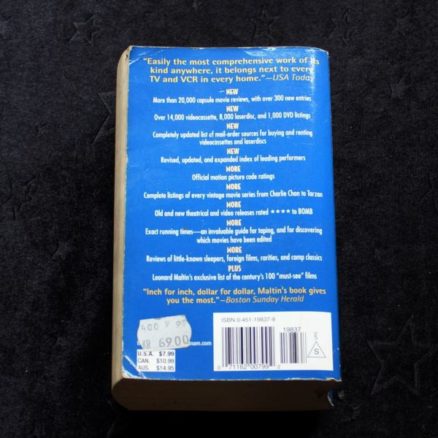 "Easily the most comprehensive work of its
kind anywhere, it belongs next to every
TV and VCR in every home."—USA Today
NEW
More than 20,000 capsule movie reviews, with over 300 new entries
NEW
Over 14,000 videocassette, 8,000 laserdisc, and 1,000 DVD listings
NEW
Completely updated list of mail-order sources for buying and renting
videocassettes and laserdiscs
NEW
Revised, updated, and expanded index of leading performers
MORE
Official motion picture code ratings
MORE
Complete listings of every vintage movie series from Charlie Chan to Tarzan
MORE
Old and new theatrical and video releases rated **** to BOMB
MORE
Exact running times—an invaluable guide for taping, and for discovering
which movies have been edited
MORE
Reviews of little-known sleepers, foreign films, rarities, and camp classics
PLUS
Leonard Maltin's exclusive list of the century's 100 "must-see" films
"Inch for inch, dollar for dollar, Maltin's book gives
you the most."—Boston Sunday Herald
ISBN 0-451-19837-8
19837
69.00
U.S.A. $7.99
CAN. $10.99
AUS. $14.95
S